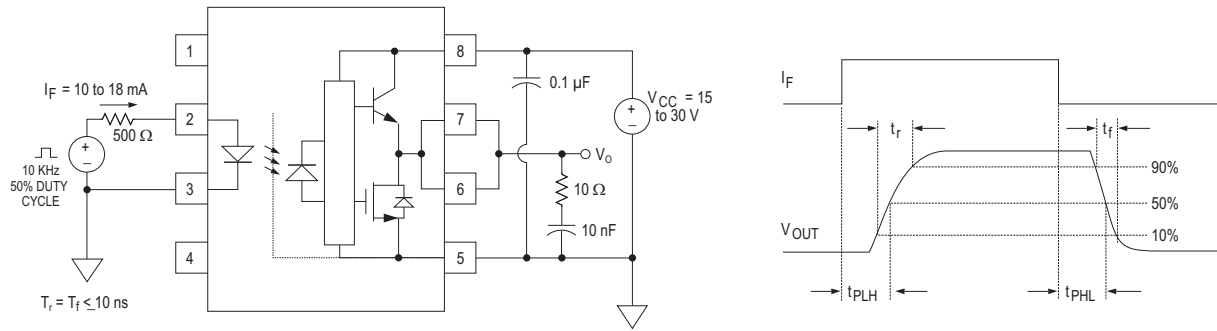 1
8
I_F = 10 to 18 mA
0.1 µF
V_CC = 15
to 30 V
+
–
2
7
500 Ω
+
–
10 KHz
50% DUTY
CYCLE
V_O
3
6
10 Ω
10 nF
4
5
T_r = T_f ≤ 10 ns
I_F
t_r
t_f
90%
50%
V_OUT
10%
t_PLH
t_PHL